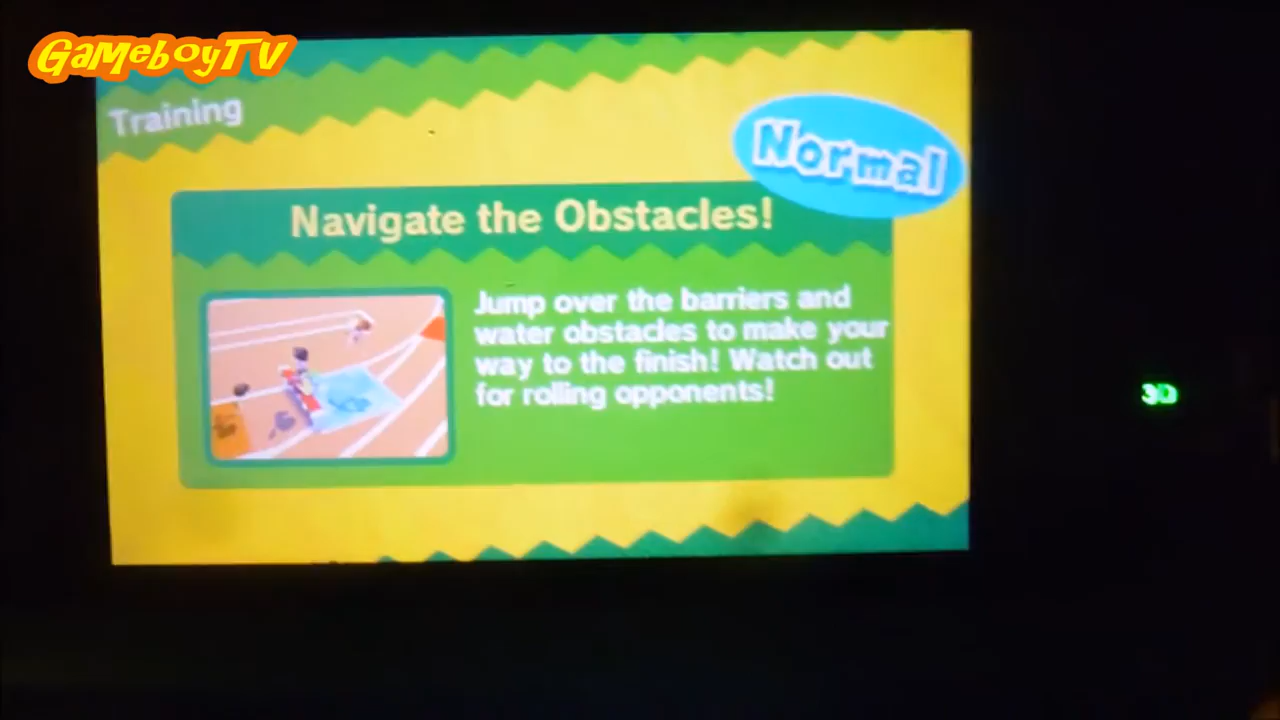 GameboyTV
Training
Normal
Navigate the Obstacles!
Jump over the barriers and
water obstacles to make your
way to the finish! Watch out
for rolling opponents!
3D